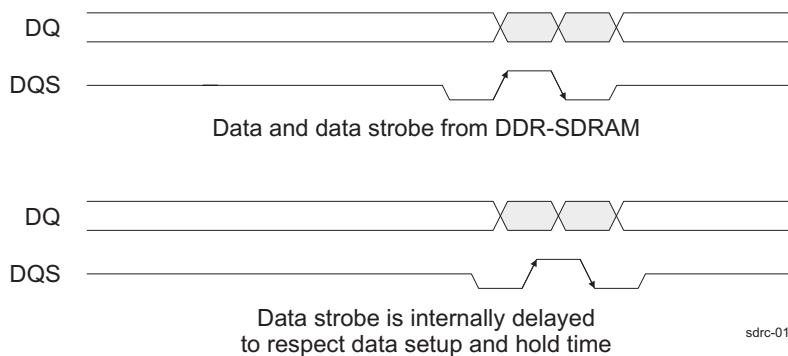 DQ
DQS
Data and data strobe from DDR-SDRAM
DQ
DQS
Data strobe is internally delayed
to respect data setup and hold time
sdrc-01